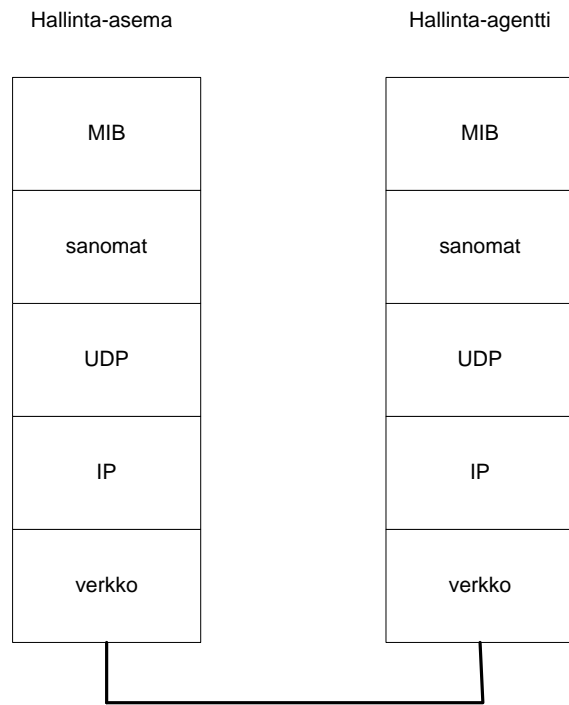 Hallinta-asema
Hallinta-agentti
MIB
MIB
sanomat
sanomat
UDP
UDP
IP
IP
verkko
verkko